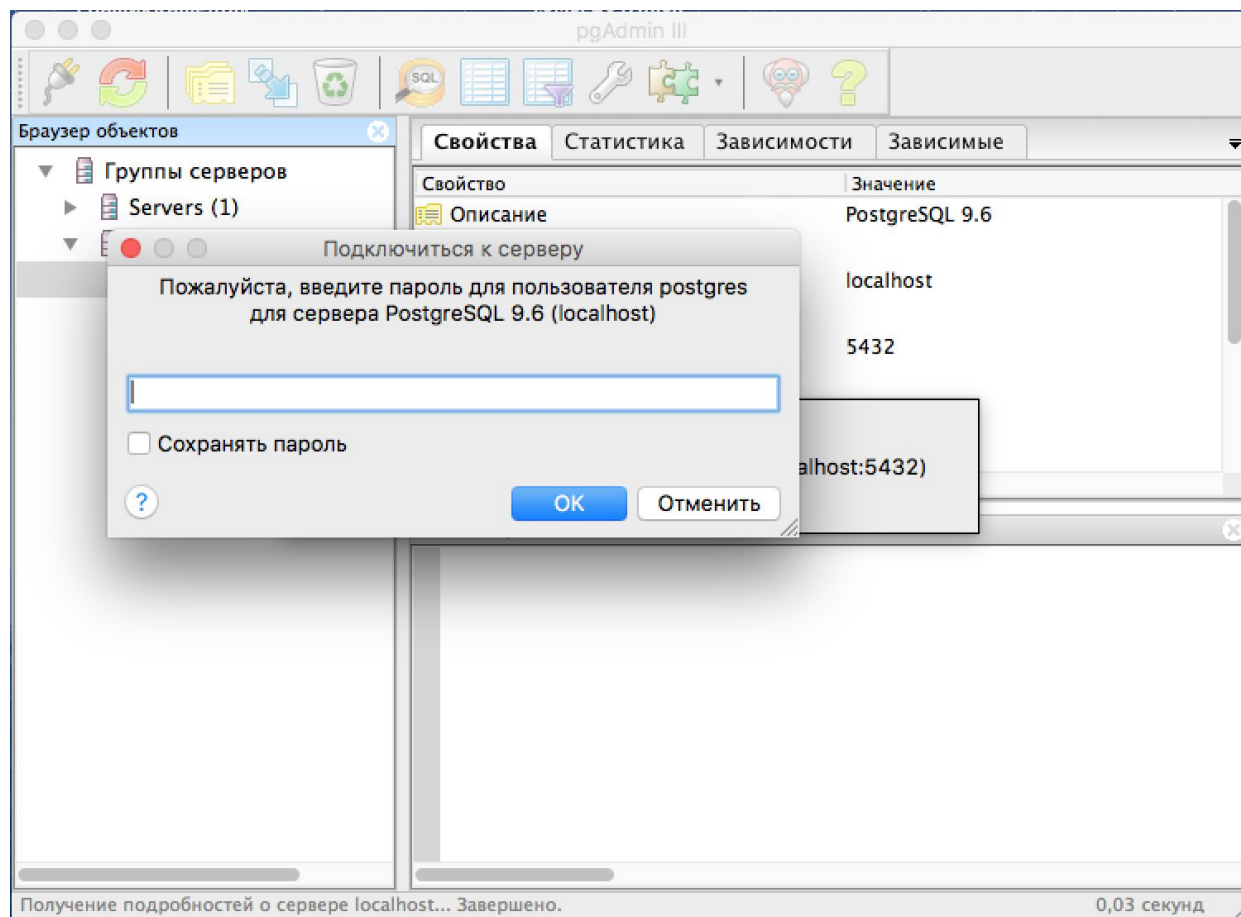 pgAdmin III
SQL
Браузер объектов
Группы серверов
Servers (1)
Свойства Статистика Зависимости Зависимые
Свойство Значение
Описание PostgreSQL 9.6
localhost
5432
alhost:5432)
Подключиться к серверу
Пожалуйста, введите пароль для пользователя postgres
для сервера PostgreSQL 9.6 (localhost)
Сохранять пароль
?
OK Отменить
Получение подробностей о сервере localhost... Завершено. 0,03 секунд